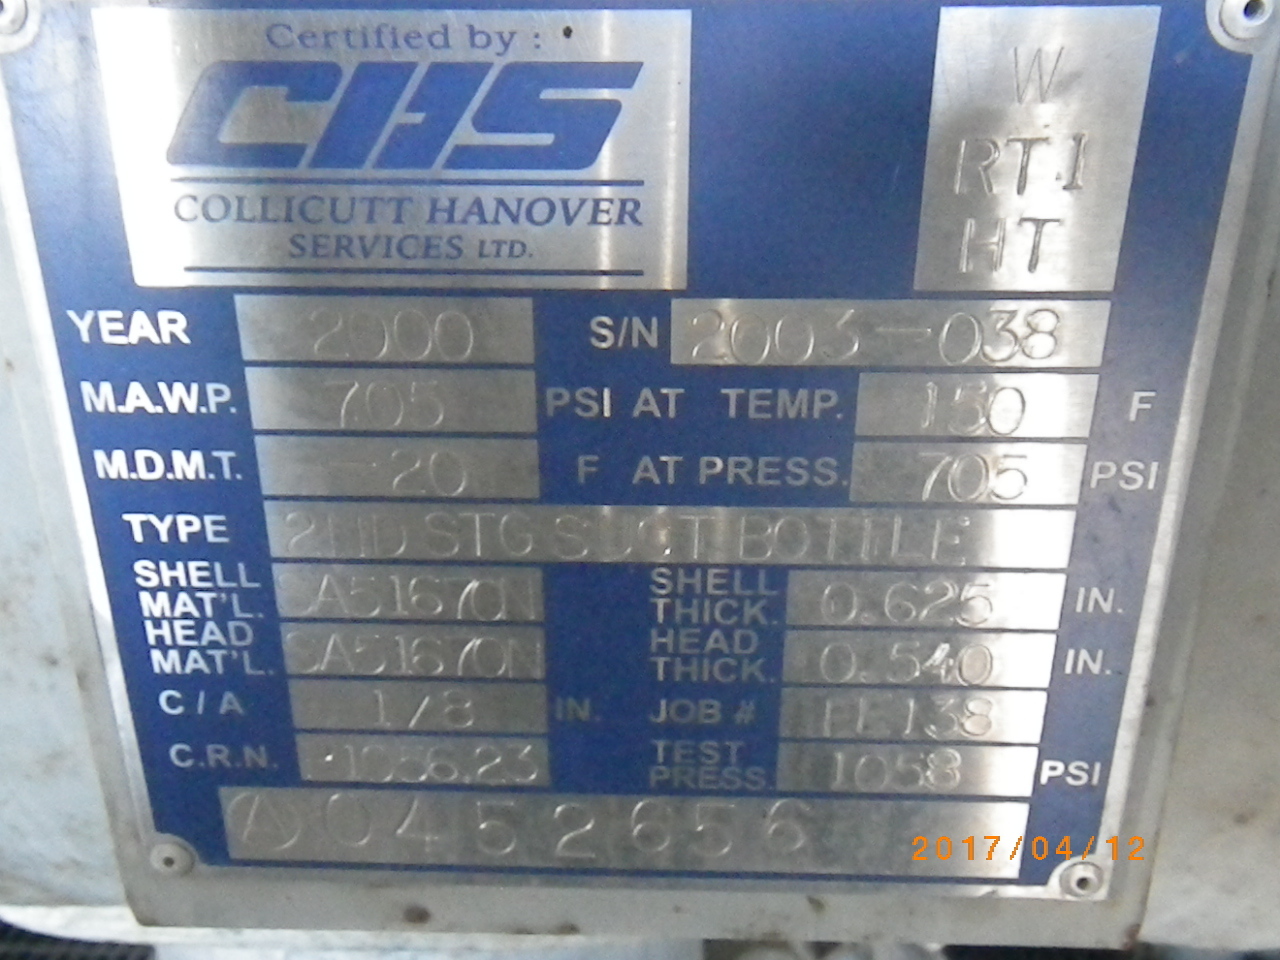 Certified by :
CHS
COLLICUTT HANOVER
SERVICES LTD.
W
RT.1
HT
YEAR 2000 S/N 2003-038
M.A.W.P. 705 PSI AT TEMP. 150 F
M.D.M.T. -20 F AT PRESS. 705 PSI
TYPE 2ND STG SUCT BOTTLE
SHELL MAT'L. SA51670N SHELL THICK. 0.625 IN.
HEAD MAT'L. SA51670N HEAD THICK. 0.540 IN.
C / A 1/8 IN. JOB #
C.R.N. TEST PRESS. 1058 PSI
A0452656
2017/04/12